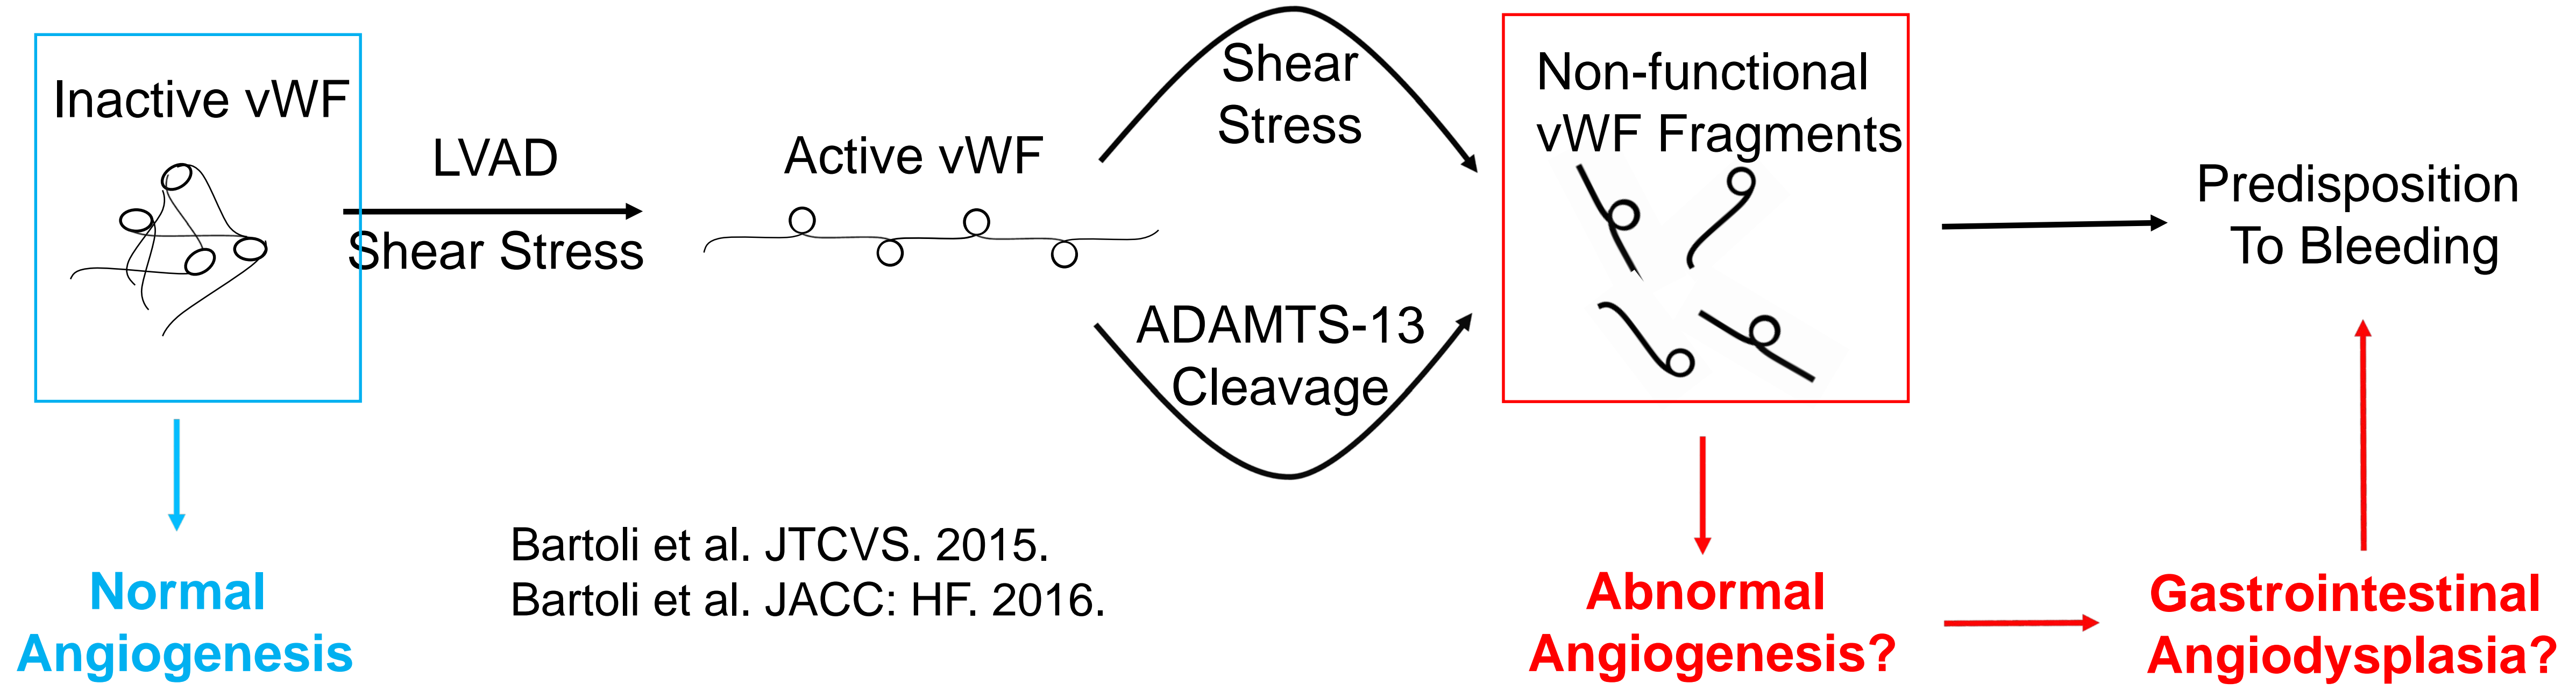 Inactive vWF
LVAD
Shear Stress
Active vWF
Shear
Stress
ADAMTS-13
Cleavage
Non-functional
vWF Fragments
Predisposition
To Bleeding
Normal
Angiogenesis
Bartoli et al. JTCVS. 2015.
Bartoli et al. JACC: HF. 2016.
Abnormal
Angiogenesis?
Gastrointestinal
Angiodysplasia?